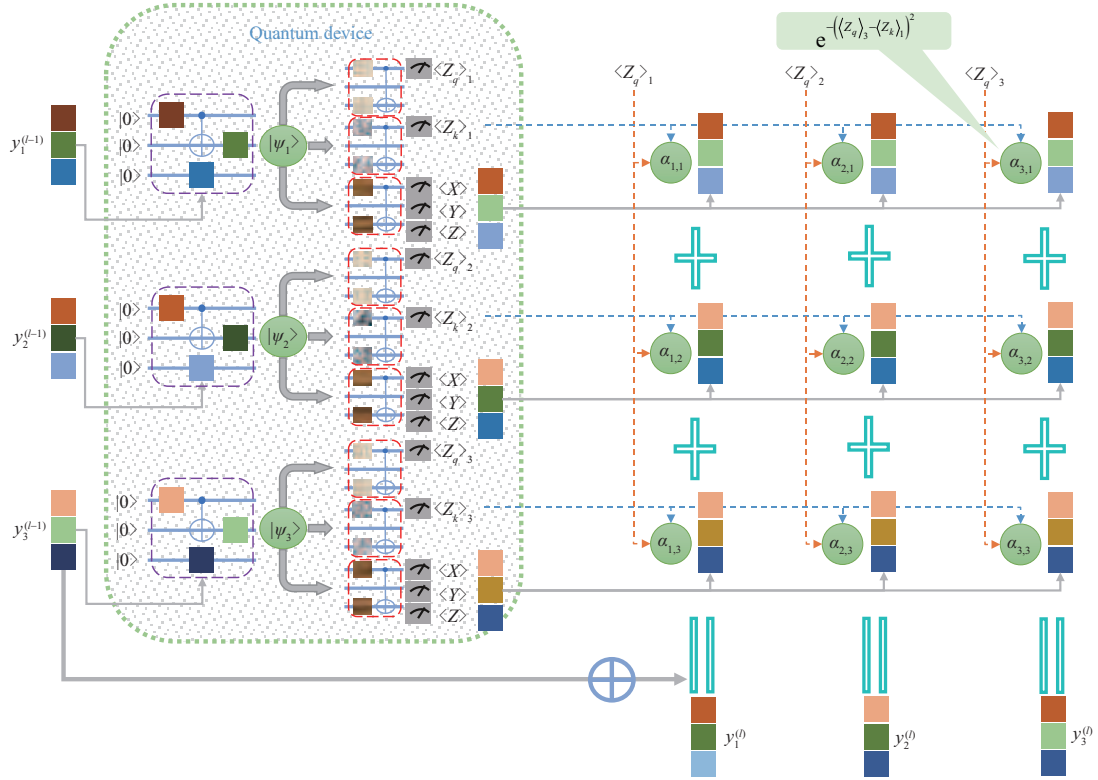 Quantum device
e^{-(⟨Z_q⟩_3-⟨Z_k⟩_1)^2}
<Z_q>_1 <Z_q>_2 <Z_q>_3
y_1^{(l-1)}
|0>
|0>
|0>
|ψ_1>
<Z_q>_1
<Z_k>_1
<X>
<Y>
<Z>
α_{1,1} α_{2,1} α_{3,1}
y_2^{(l-1)}
|0>
|0>
|0>
|ψ_2>
<Z_q>_2
<Z_k>_2
<X>
<Y>
<Z>
α_{1,2} α_{2,2} α_{3,2}
y_3^{(l-1)}
|0>
|0>
|0>
|ψ_3>
<Z_q>_3
<Z_k>_3
<X>
<Y>
<Z>
α_{1,3} α_{2,3} α_{3,3}
y_1^{(l)} y_2^{(l)} y_3^{(l)}